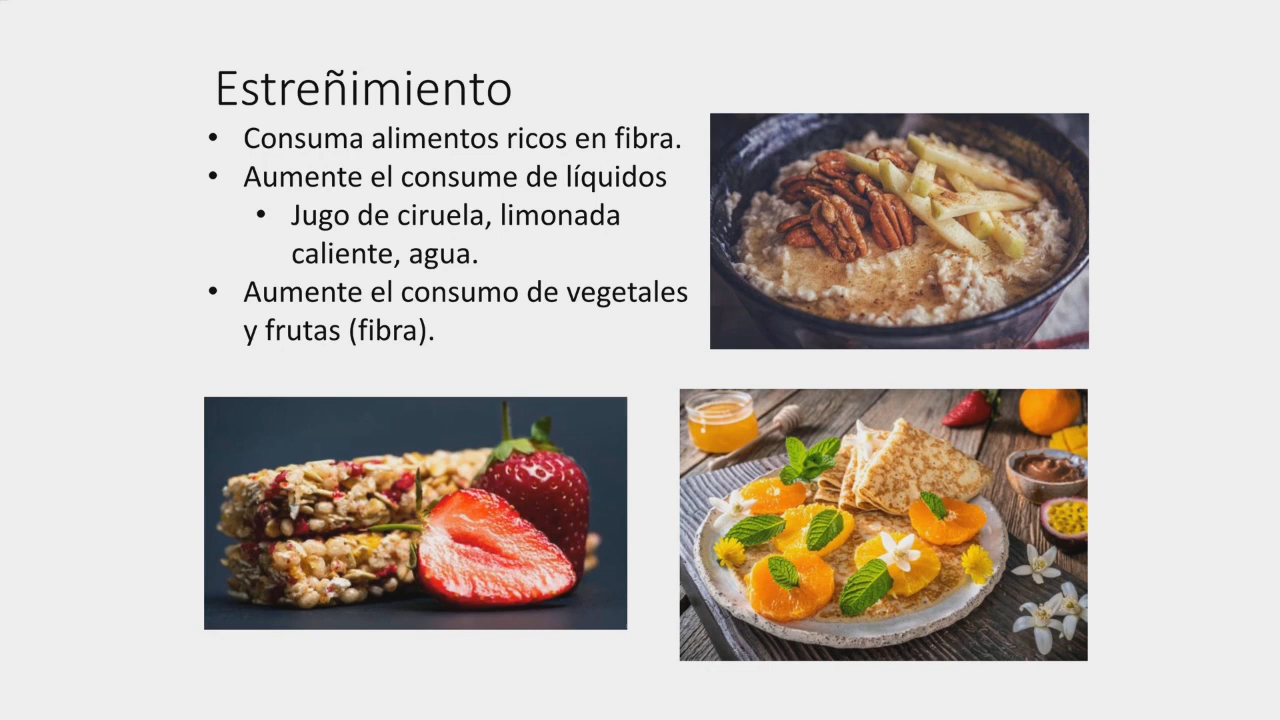 Estreñimiento
• Consuma alimentos ricos en fibra.
• Aumente el consume de líquidos
• Jugo de ciruela, limonada
caliente, agua.
• Aumente el consumo de vegetales
y frutas (fibra).